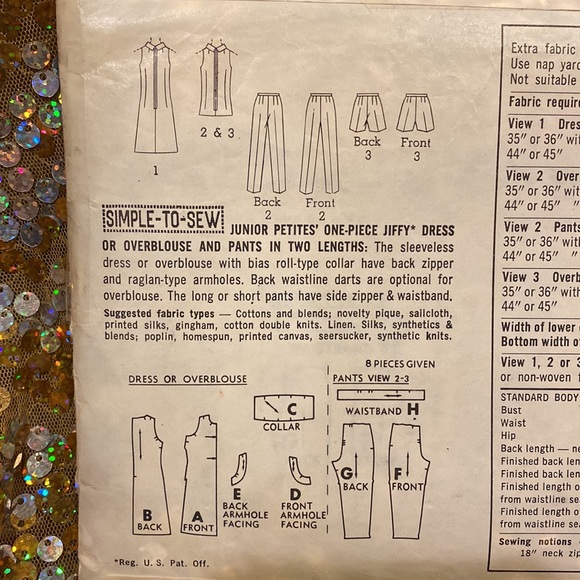 1
2 & 3
Back
2
Front
2
Back
3
Front
3
SIMPLE-TO-SEW JUNIOR PETITES' ONE-PIECE JIFFY* DRESS
OR OVERBLOUSE AND PANTS IN TWO LENGTHS: The sleeveless
dress or overblouse with bias roll-type collar have back zipper
and raglan-type armholes. Back waistline darts are optional for
overblouse. The long or short pants have side zipper & waistband.
Suggested fabric types — Cottons and blends; novelty pique, sailcloth,
printed silks, gingham, cotton double knits. Linen. Silks, synthetics &
blends; poplin, homespun, printed canvas, seersucker, synthetic knits.
8 PIECES GIVEN
DRESS OR OVERBLOUSE
PANTS VIEW 2-3
C
COLLAR
WAISTBAND H
B
BACK
A
FRONT
E
BACK
ARMHOLE
FACING
D
FRONT
ARMHOLE
FACING
G
BACK
F
FRONT
*Reg. U. S. Pat. Off.
Extra fabric
Use nap yard
Not suitable
Fabric requir
View 1 Dres
35" or 36" wit
44" or 45"
View 2 Over
35" or 36" wit
44" or 45" "
View 2 Pants
35" or 36" wit
44" or 45" "
View 3 Overb
35" or 36" with
44" or 45"
Width of lower
Bottom width of
View 1, 2 or 3
or non-woven f
STANDARD BODY
Bust
Waist
Hip
Back length — ne
Finished back len
Finished back len
Finished length o
from waistline se
Finished length o
from waistline se
Sewing notions -
18" neck zip